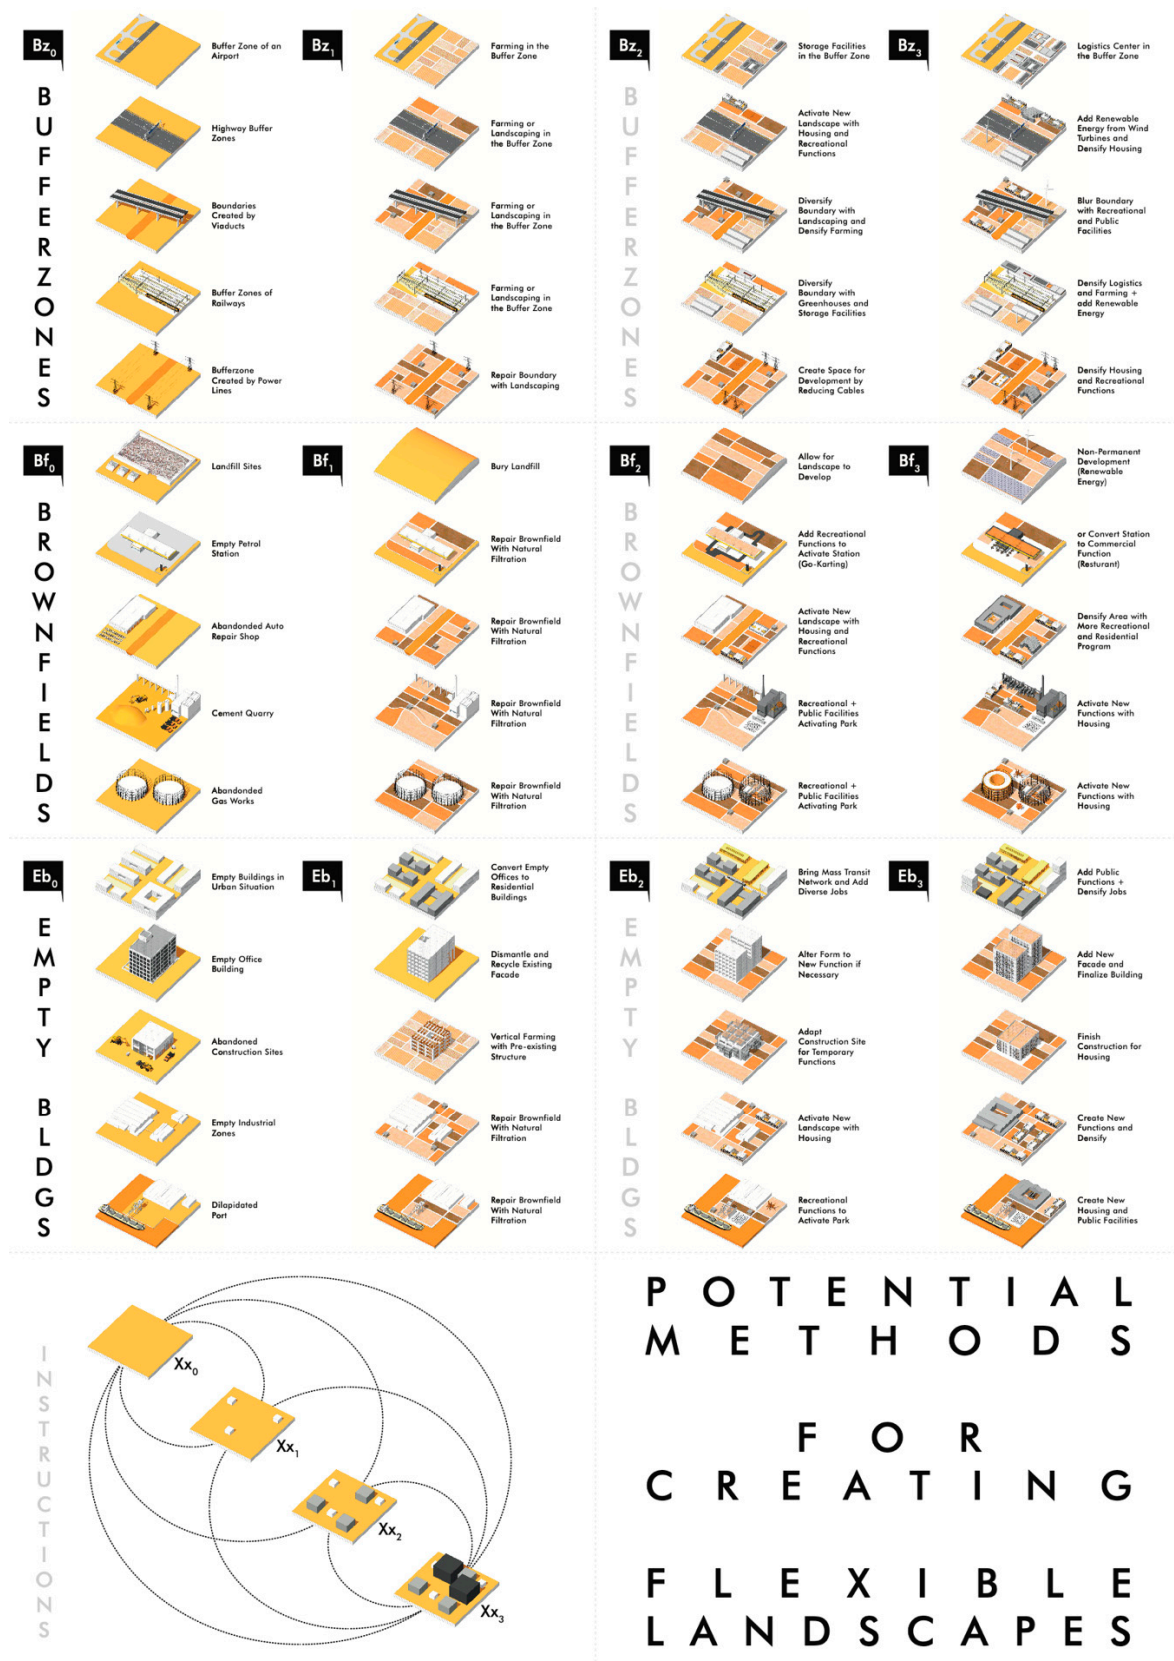 Bz0
BUFFERZONES
Buffer Zone of an
Airport
Highway Buffer
Zones
Boundaries
Created by
Viaducts
Buffer Zones of
Railways
Bufferzone
Created by Power
Lines
Bz1
Farming in the
Buffer Zone
Farming or
Landscaping in
the Buffer Zone
Farming or
Landscaping in
the Buffer Zone
Farming or
Landscaping in
the Buffer Zone
Repair Boundary
with Landscaping
Bz2
BUFFERZONES
Storage Facilities
in the Buffer Zone
Activate New
Landscape with
Housing and
Recreational
Functions
Diversify
Boundary with
Landscaping and
Densify Farming
Diversify
Boundary with
Greenhouses and
Storage Facilities
Create Space for
Development by
Reducing Cables
Bz3
Logistics Center in
the Buffer Zone
Add Renewable
Energy from Wind
Turbines and
Densify Housing
Blur Boundary
with Recreational
and Public
Facilities
Densify Logistics
and Farming +
add Renewable
Energy
Densify Housing
and Recreational
Functions
Bf0
BROWNFIELDS
Landfill Sites
Empty Petrol
Station
Abandonded Auto
Repair Shop
Cement Quarry
Abandonded
Gas Works
Bf1
Bury Landfill
Repair Brownfield
With Natural
Filtration
Repair Brownfield
With Natural
Filtration
Repair Brownfield
With Natural
Filtration
Repair Brownfield
With Natural
Filtration
Bf2
BROWNFIELDS
Allow for
Landscape to
Develop
Add Recreational
Functions to
Activate Station
(Go-Karting)
Activate New
Landscape with
Housing and
Recreational
Functions
Recreational +
Public Facilities
Activating Park
Recreational +
Public Facilities
Activating Park
Bf3
Non-Permanent
Development
(Renewable
Energy)
or Convert Station
to Commercial
Function
(Resturant)
Densify Area with
More Recreational
and Residential
Program
Activate New
Functions with
Housing
Activate New
Functions with
Housing
Eb0
EMPTY BLDGS
Empty Buildings in
Urban Situation
Empty Office
Building
Abandoned
Construction Sites
Empty Industrial
Zones
Dilapidated
Port
Eb1
Convert Empty
Offices to
Residential
Buildings
Dismantle and
Recycle Existing
Facade
Vertical Farming
with Pre-existing
Structure
Repair Brownfield
With Natural
Filtration
Repair Brownfield
With Natural
Filtration
Eb2
EMPTY BLDGS
Bring Mass Transit
Network and Add
Diverse Jobs
Alter Form to
New Function if
Necessary
Adapt
Construction Site
for Temporary
Functions
Activate New
Landscape with
Housing
Recreational
Functions to
Activate Park
Eb3
Add Public
Functions +
Densify Jobs
Add New
Facade and
Finalize Building
Finish
Construction for
Housing
Create New
Functions and
Densify
Create New
Housing and
Public Facilities
INSTRUCTIONS
Xx0
Xx1
Xx2
Xx3
POTENTIAL
METHODS
FOR
CREATING
FLEXIBLE
LANDSCAPES